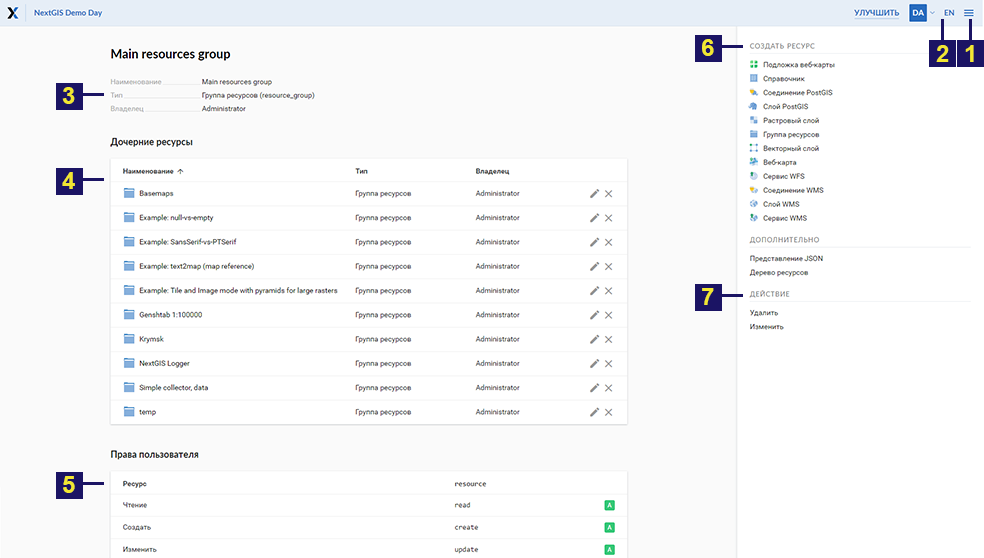 X NextGIS Demo Day УЛУЧШИТЬ DA EN
2 1
Main resources group
Наименование Main resources group
3 Тип Группа ресурсов (resource_group)
Владелец Administrator
Дочерние ресурсы
4 Наименование ↑ Тип Владелец
Basemaps Группа ресурсов Administrator
Example: null-vs-empty Группа ресурсов Administrator
Example: SansSerif-vs-PTSerif Группа ресурсов Administrator
Example: text2map (map reference) Группа ресурсов Administrator
Example: Tile and Image mode with pyramids for large rasters Группа ресурсов Administrator
Genshtab 1:100000 Группа ресурсов Administrator
Krymsk Группа ресурсов Administrator
NextGIS Logger Группа ресурсов Administrator
Simple collector, data Группа ресурсов Administrator
temp Группа ресурсов Administrator
Права пользователя
5 Ресурс resource
Чтение read A
Создать create A
Изменить update A
6 СОЗДАТЬ РЕСУРС
Подложка веб-карты
Справочник
Соединение PostGIS
Слой PostGIS
Растровый слой
Группа ресурсов
Векторный слой
Веб-карта
Сервис WFS
Соединение WMS
Слой WMS
Сервис WMS
ДОПОЛНИТЕЛЬНО
Представление JSON
Дерево ресурсов
7 ДЕЙСТВИЕ
Удалить
Изменить